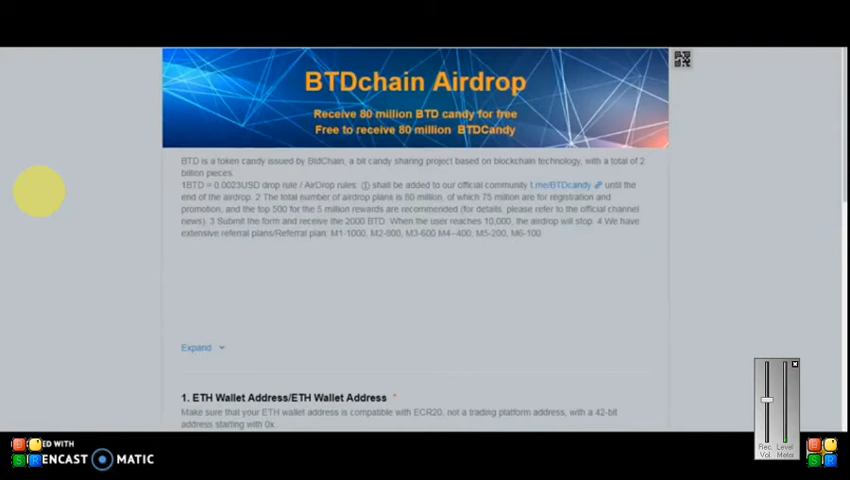 BTDchain Airdrop
Receive 80 million BTD candy for free
Free to receive 80 million BTDCandy
BTD is a token candy issued by BtdChain, a bit candy sharing project based on blockchain technology, with a total of 2
billion pieces.
1BTD = 0.0023USD drop rule / AirDrop rules: ① shall be added to our official community t.me/BTDcandy until the
end of the airdrop. 2 The total number of airdrop plans is 80 million, of which 75 million are for registration and
promotion, and the top 500 for the 5 million rewards are recommended (for details, please refer to the official channel
news). 3 Submit the form and receive the 2000 BTD. When the user reaches 10,000, the airdrop will stop. 4 We have
extensive referral plans/Referral plan: M1-1000, M2-800, M3-600 M4--400, M5-200, M6-100
Expand
1. ETH Wallet Address/ETH Wallet Address *
Make sure that your ETH wallet address is compatible with ECR20, not a trading platform address, with a 42-bit
address starting with 0x.
Rec. Level
Vol Meter
ED WITH
ENCAST MATIC
B
S R
B
S R